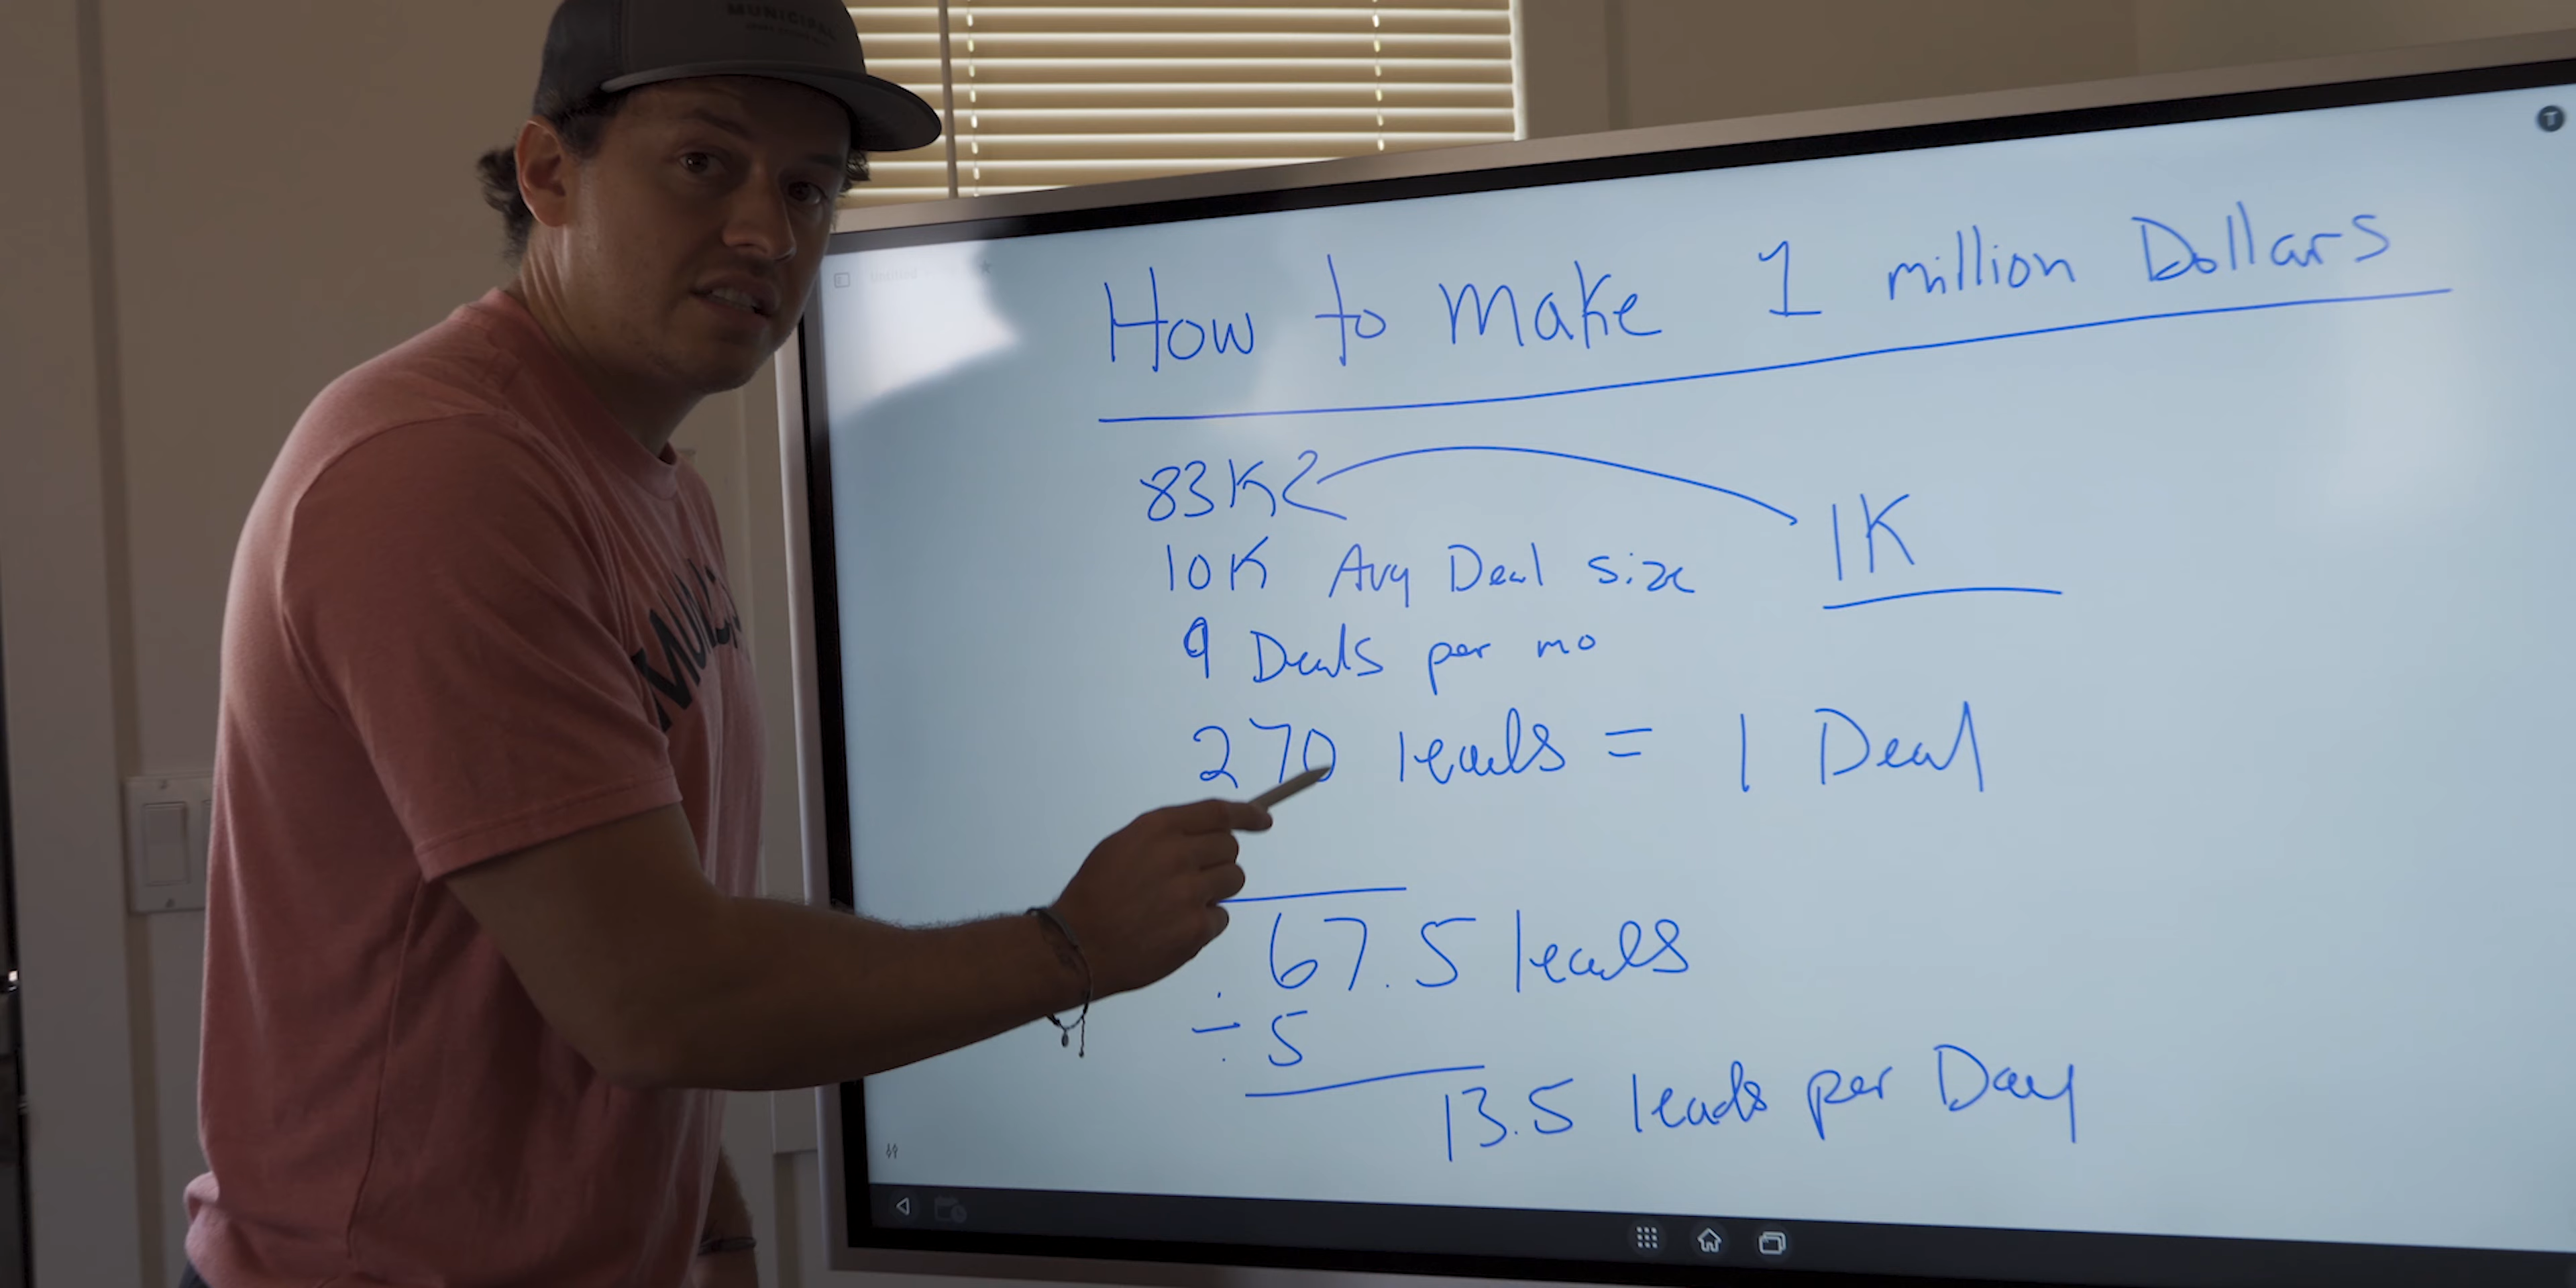 MUNICIPAL
How to make 1 million Dollars
83K
1K
10K Avg Deal size
9 Deals per mo
270 leads = 1 Deal
67.5 leads
÷ 5
13.5 leads per Day